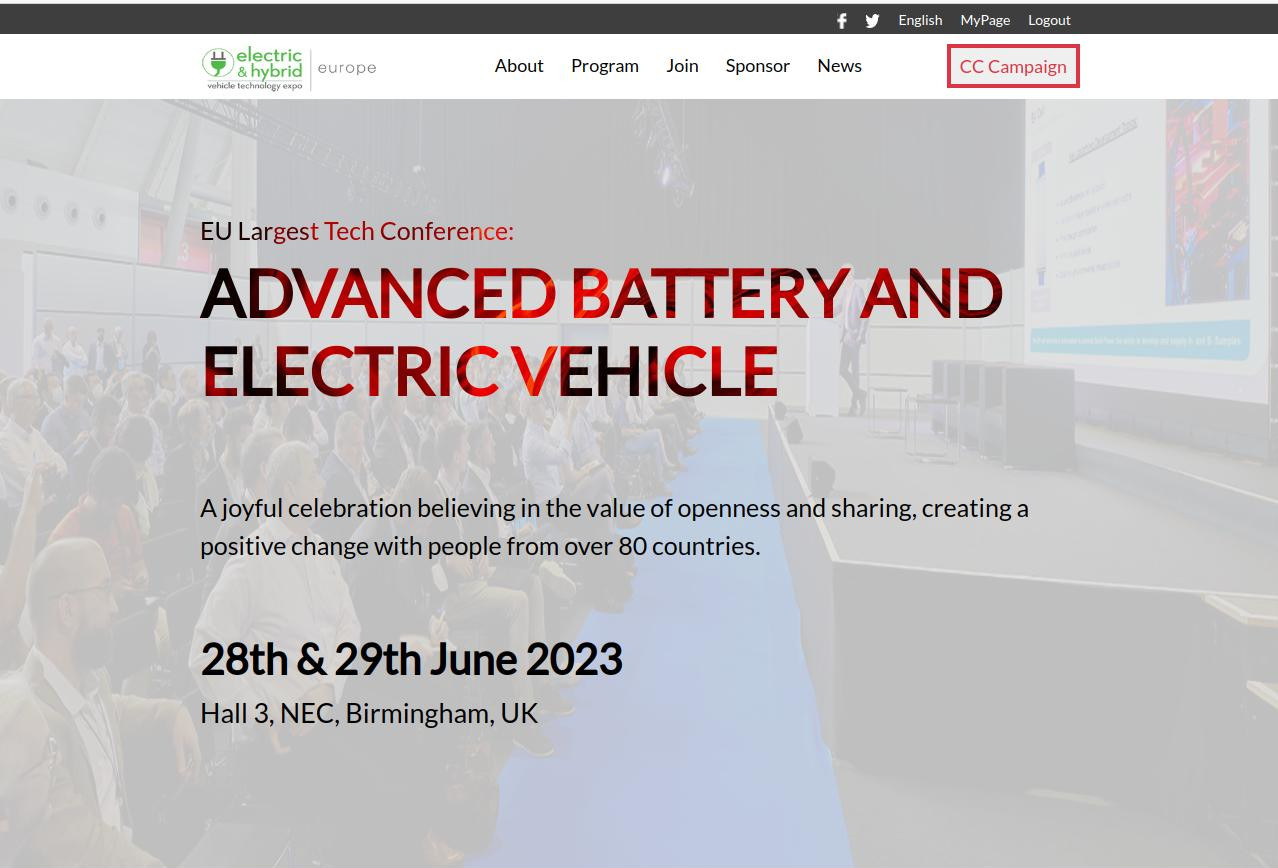 English MyPage Logout
electric
& hybrid
vehicle technology expo
europe
About Program Join Sponsor News
CC Campaign
3
EU Largest Tech Conference:
ADVANCED BATTERY AND
ELECTRIC VEHICLE
A joyful celebration believing in the value of openness and sharing, creating a
positive change with people from over 80 countries.
28th & 29th June 2023
Hall 3, NEC, Birmingham, UK